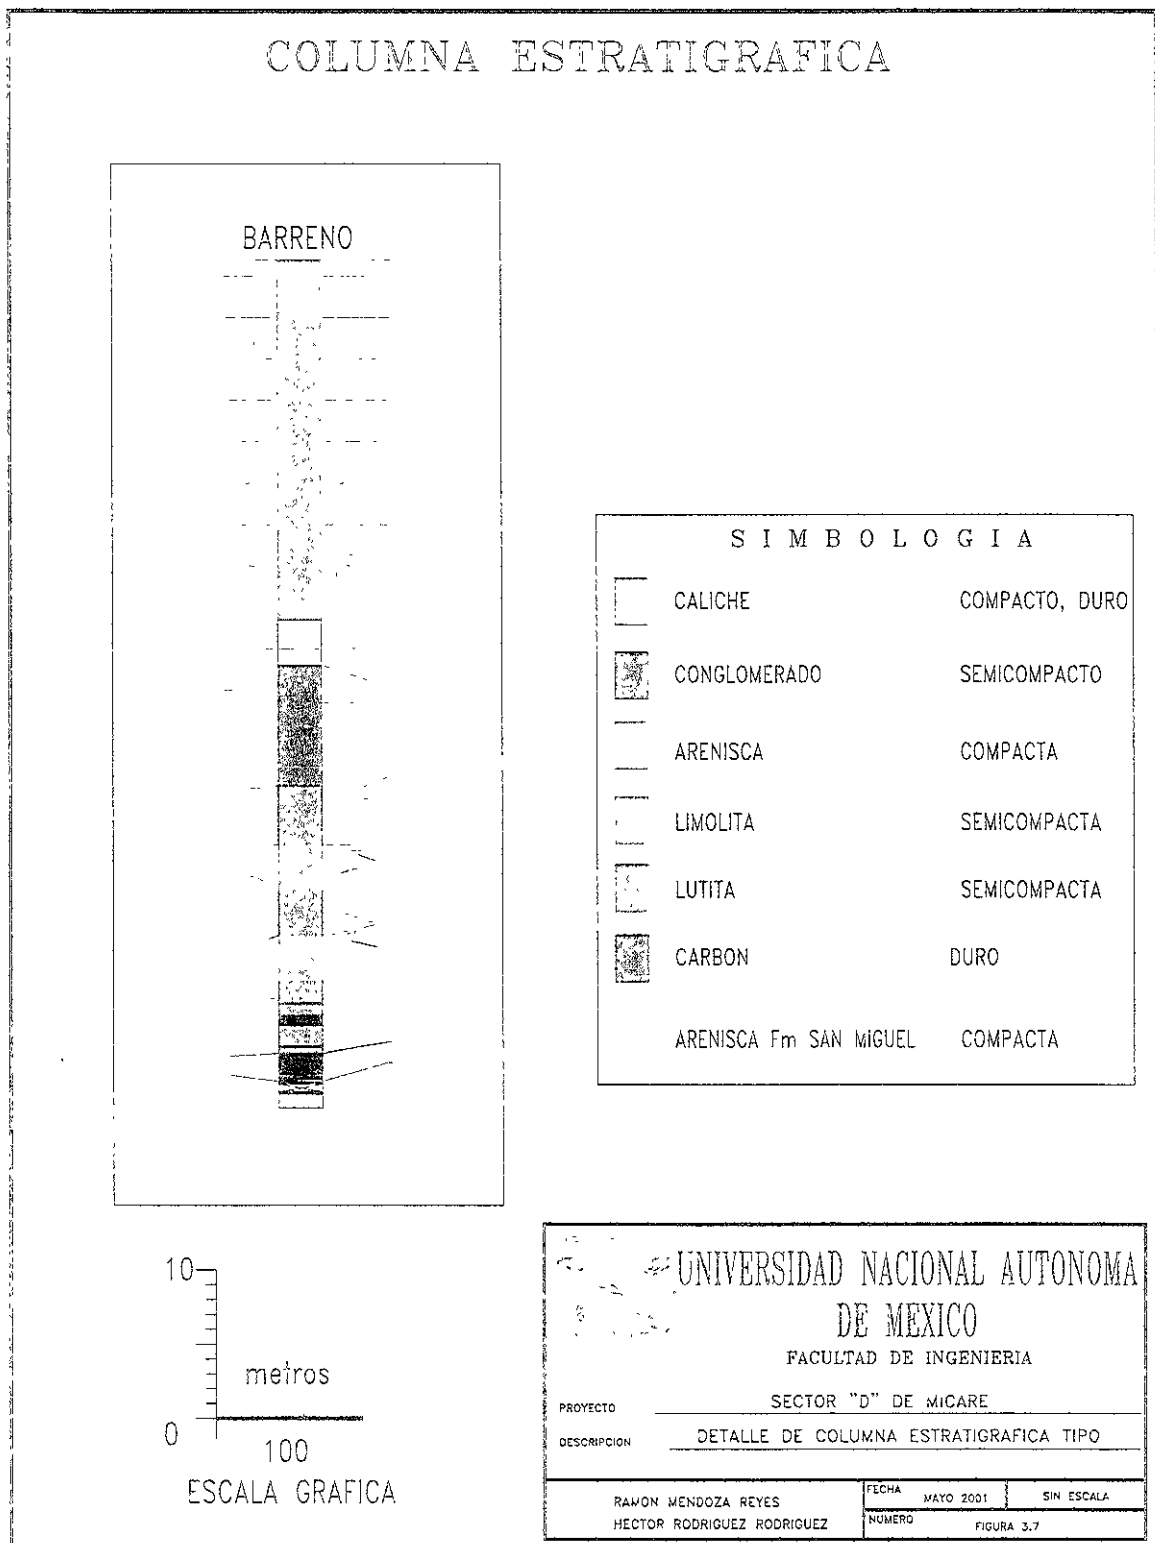 COLUMNA ESTRATIGRAFICA
BARRENO
SIMBOLOGIA
CALICHE COMPACTO, DURO
CONGLOMERADO SEMICOMPACTO
ARENISCA COMPACTA
LIMOLITA SEMICOMPACTA
LUTITA SEMICOMPACTA
CARBON DURO
ARENISCA Fm SAN MIGUEL COMPACTA
10
metros
0
100
ESCALA GRAFICA
UNIVERSIDAD NACIONAL AUTONOMA
DE MEXICO
FACULTAD DE INGENIERIA
PROYECTO SECTOR "D" DE MICARE
DESCRIPCION DETALLE DE COLUMNA ESTRATIGRAFICA TIPO
RAMON MENDOZA REYES
HECTOR RODRIGUEZ RODRIGUEZ
FECHA MAYO 2001 SIN ESCALA
NUMERO FIGURA 3.7